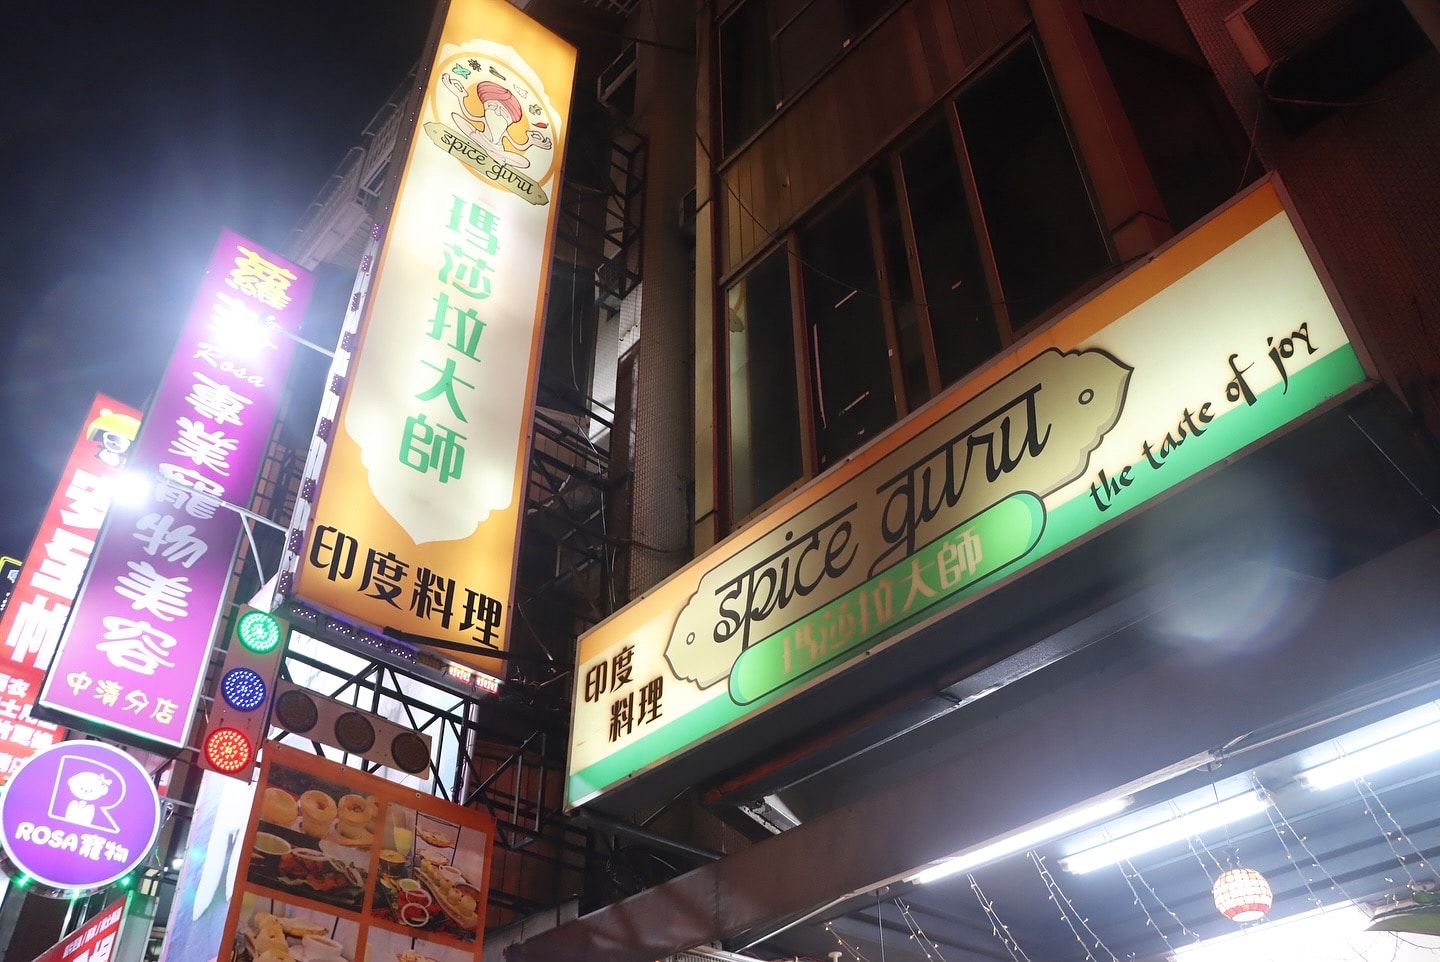 spice guru
瑪莎拉大師
印度料理
印度
料理
spice guru
瑪莎拉大師
the taste of joy
蘿
Rosa
專業寵物美容
中清分店
R
ROSA寵物